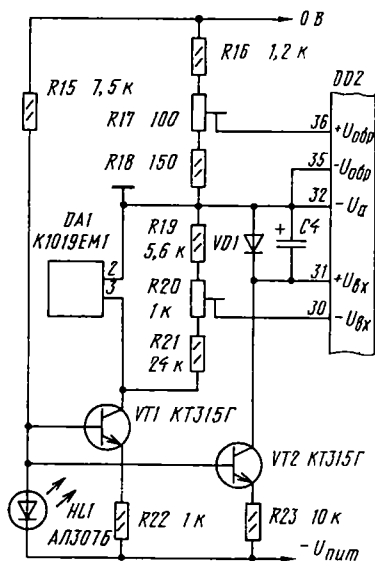 0 В
R16 1,2 к
DD2
R15 7,5 к
R17 100
36
+Uобр
35
-Uобр
R18 150
32
-Uа
DA1
К1019ЕМ1
2
3
R19
5,6 к
VD1
+
C4
31
+Uвх
R20
1 к
30
-Uвх
R21
24 к
VT1 КТ315Г
VT2 КТ315Г
HL1
АЛ307Б
R22 1 к
R23 10 к
-Uпит